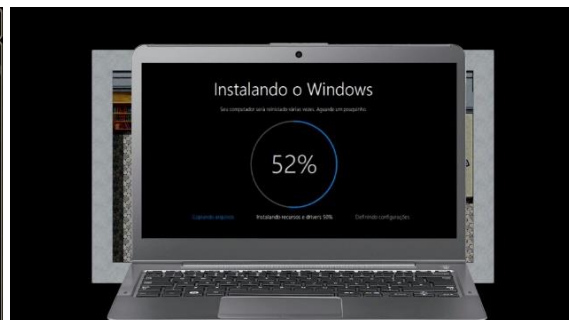 Instalando o Windows
Seu computador será reiniciado várias vezes. Aguarde um pouquinho.
52%
Copiando arquivos
Instalando recursos e drivers 50%
Definindo configurações